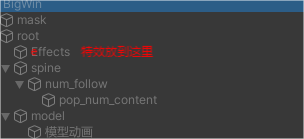 BigWin
mask
root
Effects 特效放到这里
spine
num_follow
pop_num_content
model
模型动画